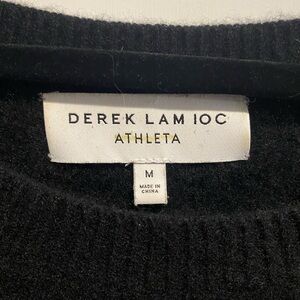 DEREK LAM 10C
ATHLETA
M
MADE IN
CHINA